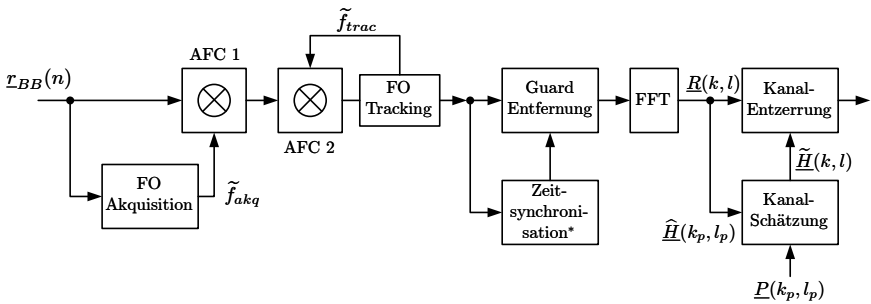 f̃_trac
AFC 1
r_BB(n)
FO
Tracking
Guard
Entfernung
FFT
R(k, l)
Kanal-
Entzerrung
AFC 2
H̃(k, l)
FO
Akquisition
f̃_akq
Zeit-
synchroni-
sation*
Kanal-
Schätzung
Ĥ(k_p, l_p)
P(k_p, l_p)